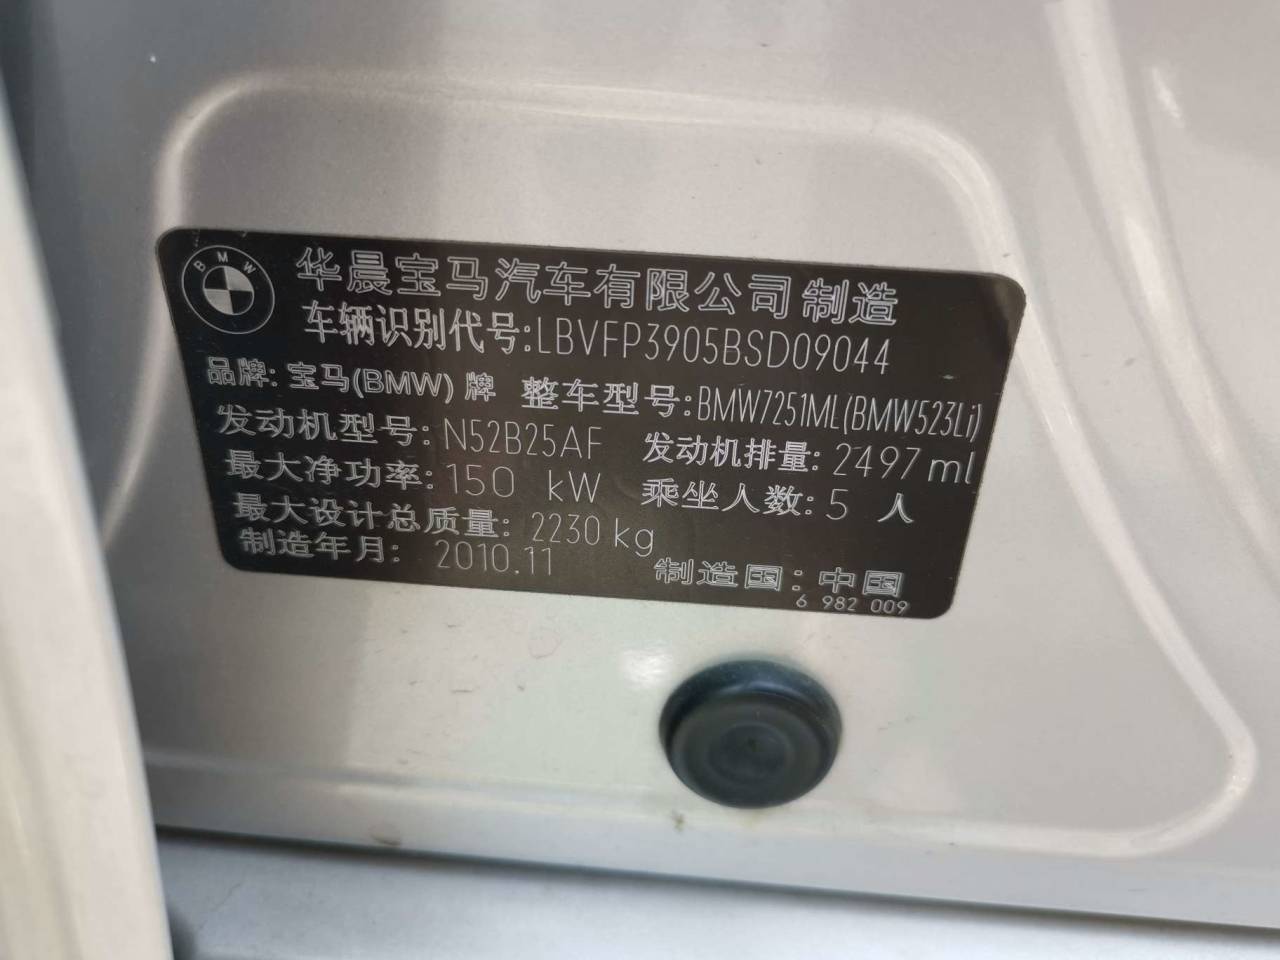 BMW
华晨宝马汽车有限公司制造
车辆识别代号:LBVFP3905BSD09044
品牌:宝马(BMW)牌 整车型号:BMW7251ML(BMW523Li)
发动机型号:N52B25AF 发动机排量:2497ml
最大净功率:150 kW 乘坐人数:5 人
最大设计总质量:2230kg
制造年月:2010.11 制造国:中国
6 982 009